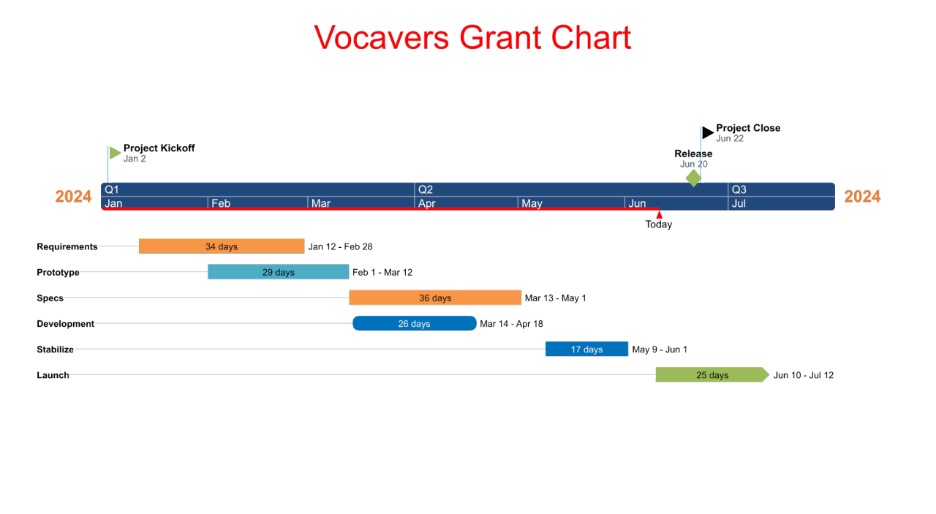 Vocavers Grant Chart
Project Close
Jun 22
Project Kickoff
Jan 2
Release
Jun 20
2024 Q1 Q2 Q3 2024
Jan Feb Mar Apr May Jun Jul
Today
Requirements 34 days Jan 12 - Feb 28
Prototype 29 days Feb 1 - Mar 12
Specs 36 days Mar 13 - May 1
Development 26 days Mar 14 - Apr 18
Stabilize 17 days May 9 - Jun 1
Launch 25 days Jun 10 - Jul 12